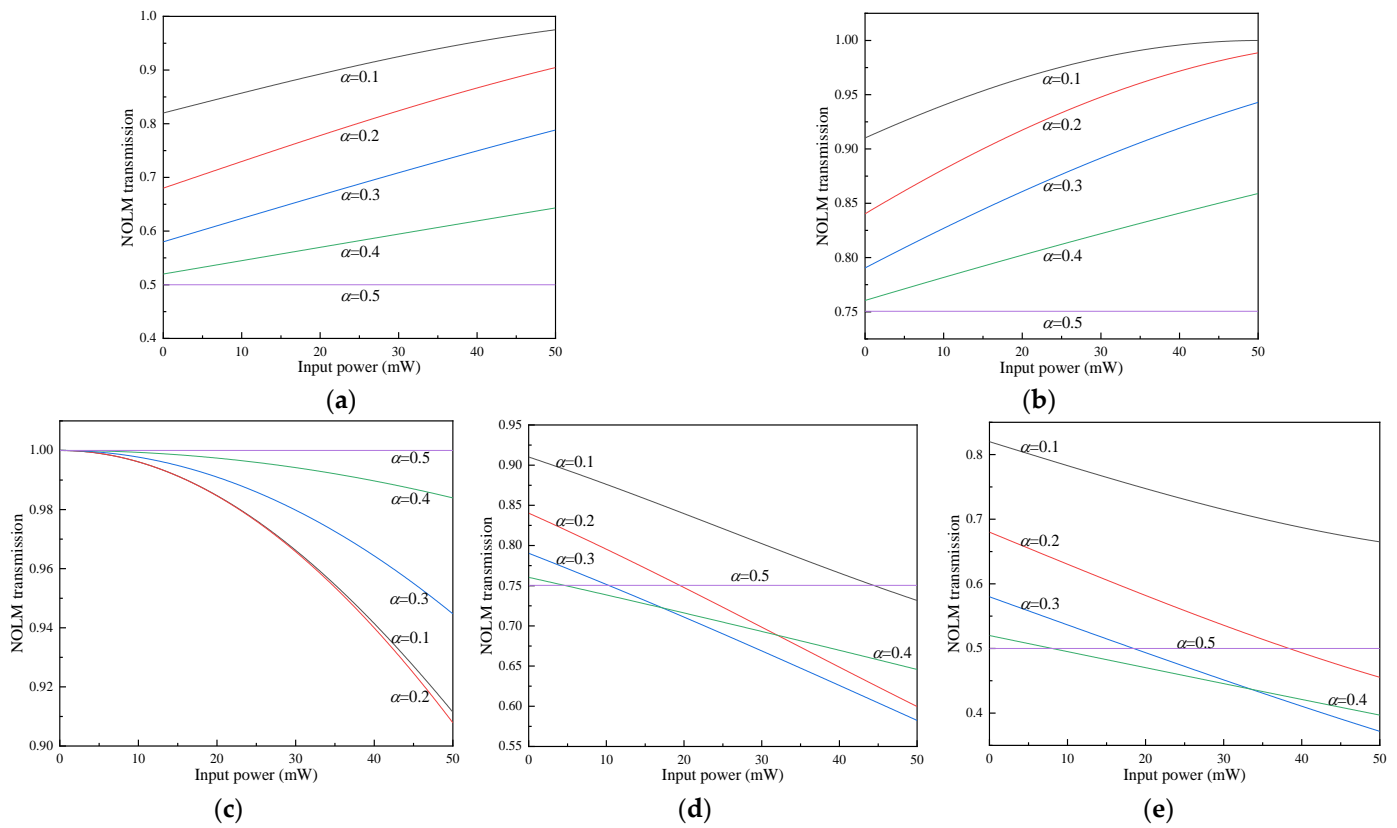 1.0
0.9
0.8
0.7
0.6
0.5
0.4
NOLM transmission
α=0.1
α=0.2
α=0.3
α=0.4
α=0.5
0 10 20 30 40 50
Input power (mW)
(a)
1.00
0.95
0.90
0.85
0.80
0.75
NOLM transmission
α=0.1
α=0.2
α=0.3
α=0.4
α=0.5
0 10 20 30 40 50
Input power (mW)
(b)
1.00
0.98
0.96
0.94
0.92
0.90
NOLM transmission
α=0.5
α=0.4
α=0.3
α=0.1
α=0.2
0 10 20 30 40 50
Input power (mW)
(c)
0.95
0.90
0.85
0.80
0.75
0.70
0.65
0.60
0.55
NOLM transmission
α=0.1
α=0.2
α=0.3
α=0.5
α=0.4
0 10 20 30 40 50
Input power (mW)
(d)
0.8
0.7
0.6
0.5
0.4
NOLM transmission
α=0.1
α=0.2
α=0.3
α=0.5
α=0.4
0 10 20 30 40 50
Input power (mW)
(e)